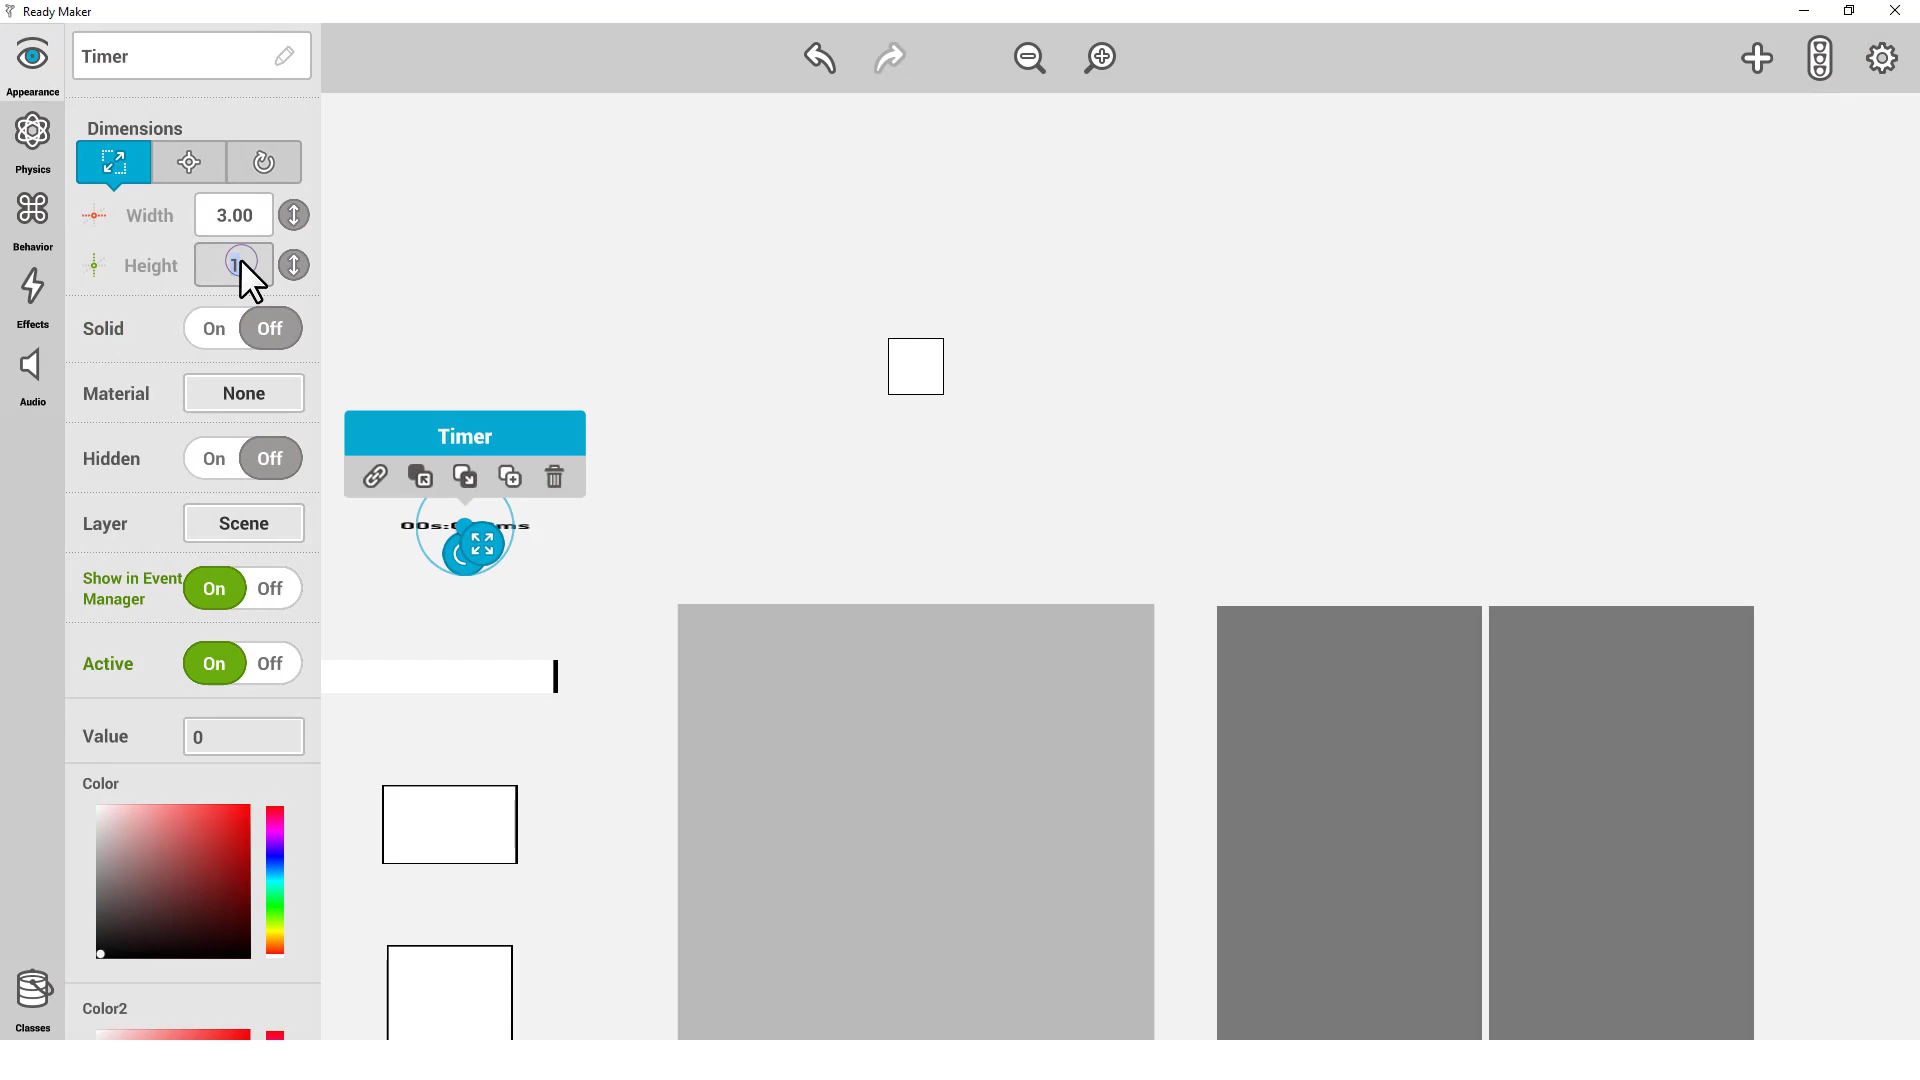 Ready Maker
Timer
Appearance
Dimensions
Physics
Width 3.00
Behavior
Height 1
Solid On Off
Effects
Material None
Audio
Hidden On Off
Timer
Layer Scene
Show in Event
Manager
On Off
Active On Off
Value 0
Color
Color2
Classes